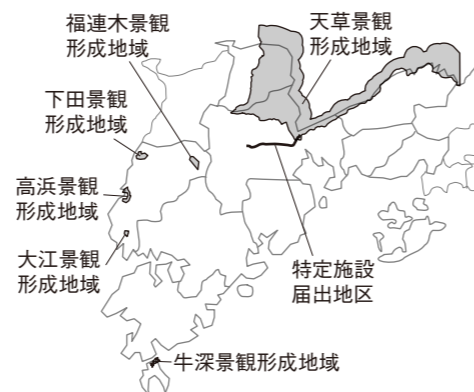 福連木景観
形成地域
天草景観
形成地域
下田景観
形成地域
高浜景観
形成地域
大江景観
形成地域
特定施設
届出地区
牛深景観形成地域